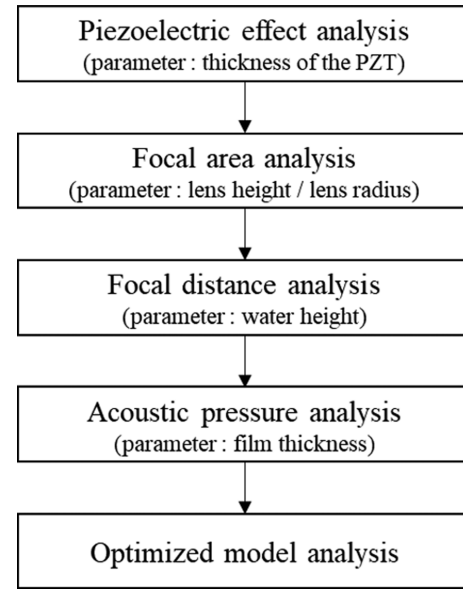 Piezoelectric effect analysis
(parameter : thickness of the PZT)
Focal area analysis
(parameter : lens height / lens radius)
Focal distance analysis
(parameter : water height)
Acoustic pressure analysis
(parameter : film thickness)
Optimized model analysis